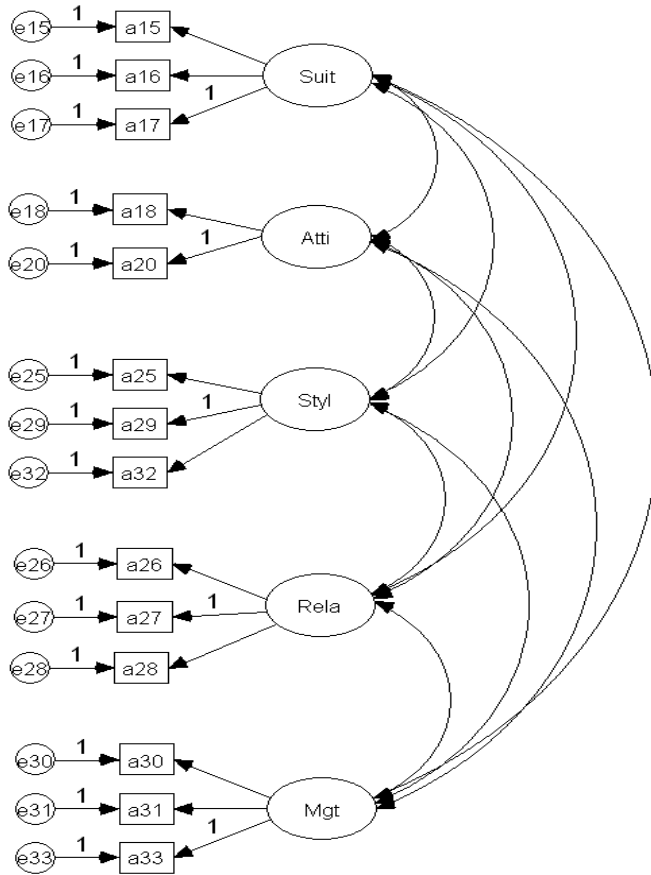 e15 1 a15
e16 1 a16 Suit
e17 1 a17 1
e18 1 a18
e20 1 a20 1 Atti
e25 1 a25
e29 1 a29 1 Styl
e32 1 a32
e26 1 a26
e27 1 a27 1 Rela
e28 1 a28
e30 1 a30
e31 1 a31 Mgt
e33 1 a33 1